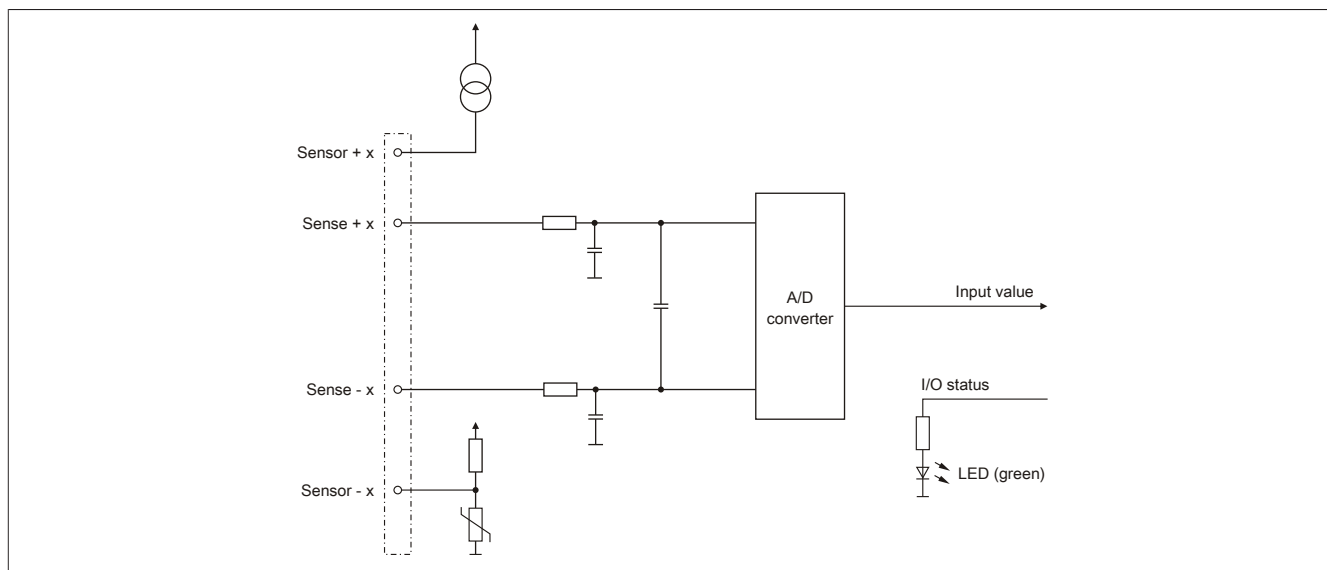 Sensor + x
Sense + x
A/D
converter
Input value
Sense - x
I/O status
LED (green)
Sensor - x